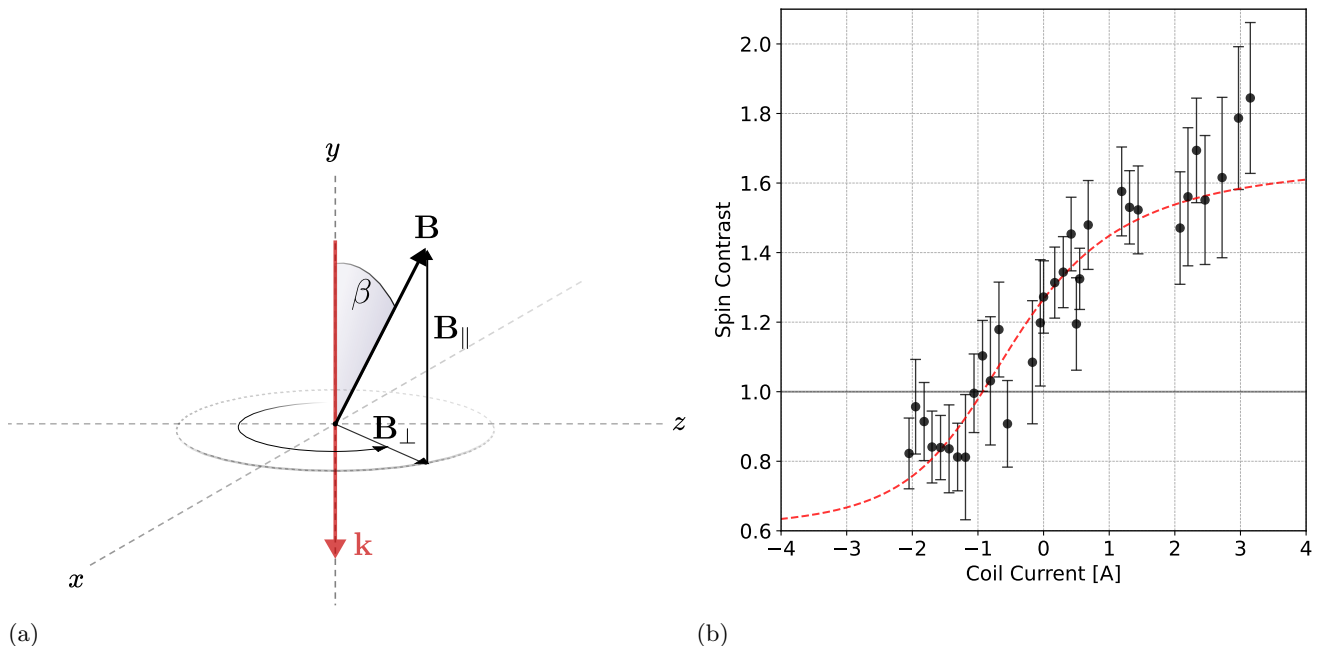 y
B
β
B∥
B⊥
z
k
x
(a)
Spin Contrast
2.0
1.8
1.6
1.4
1.2
1.0
0.8
0.6
−4 −3 −2 −1 0 1 2 3 4
Coil Current [A]
(b)